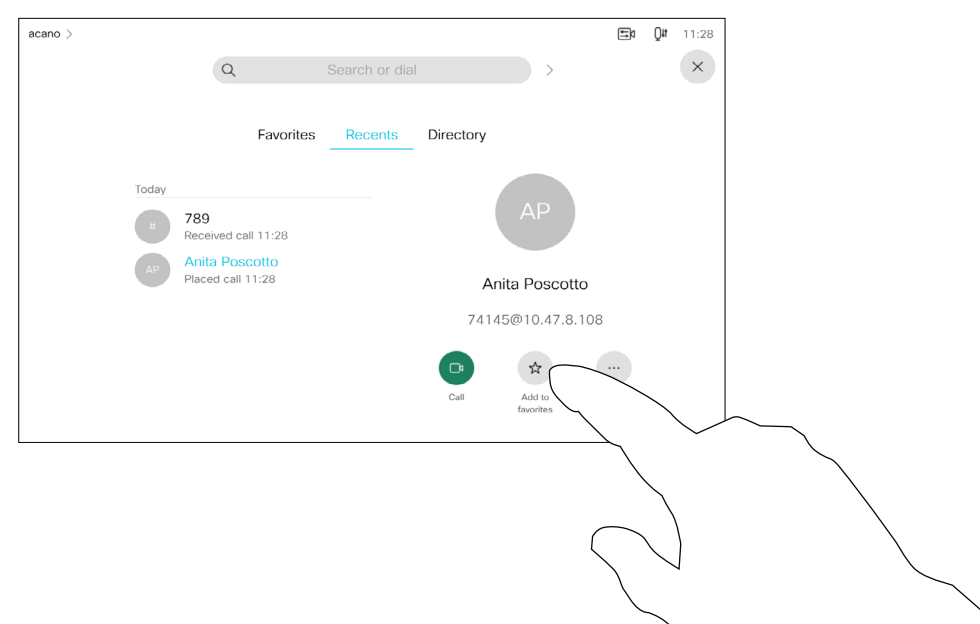 acano >
11:28
Search or dial
Favorites Recents Directory
Today
#
789
Received call 11:28
AP
Anita Poscotto
Placed call 11:28
AP
Anita Poscotto
74145@10.47.8.108
Call
Add to
favorites